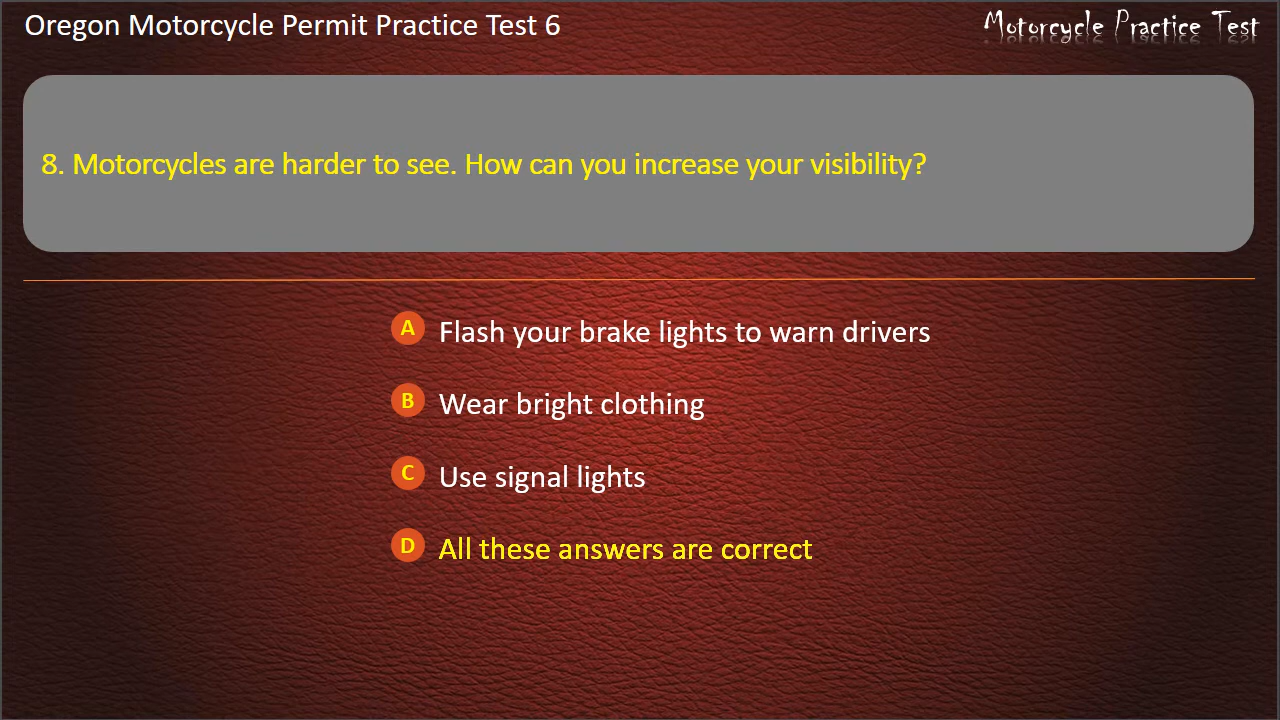 Oregon Motorcycle Permit Practice Test 6
Motorcycle Practice Test
8. Motorcycles are harder to see. How can you increase your visibility?
A Flash your brake lights to warn drivers
B Wear bright clothing
C Use signal lights
D All these answers are correct